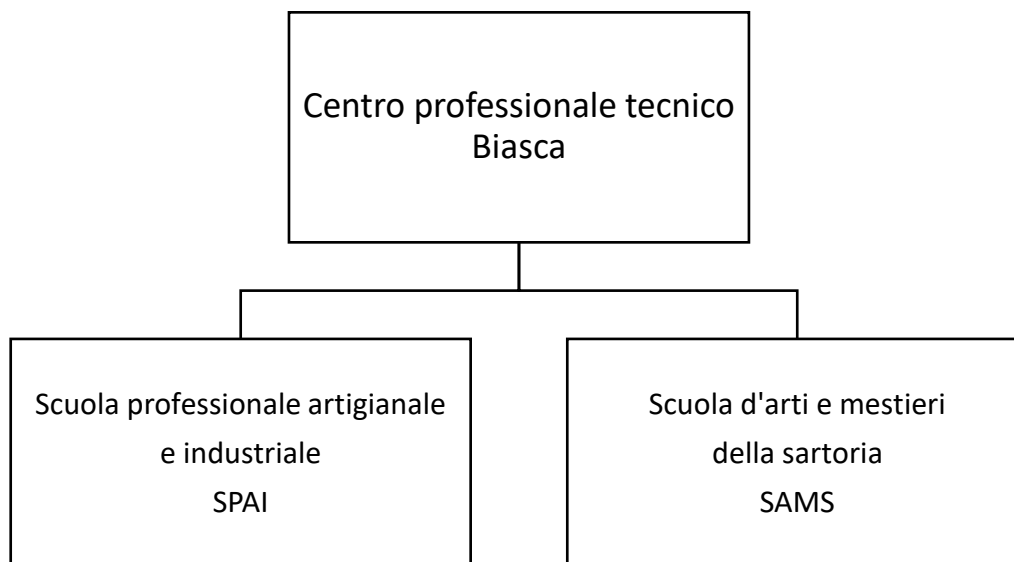 Centro professionale tecnico
Biasca
Scuola professionale artigianale
e industriale
SPAI
Scuola d'arti e mestieri
della sartoria
SAMS